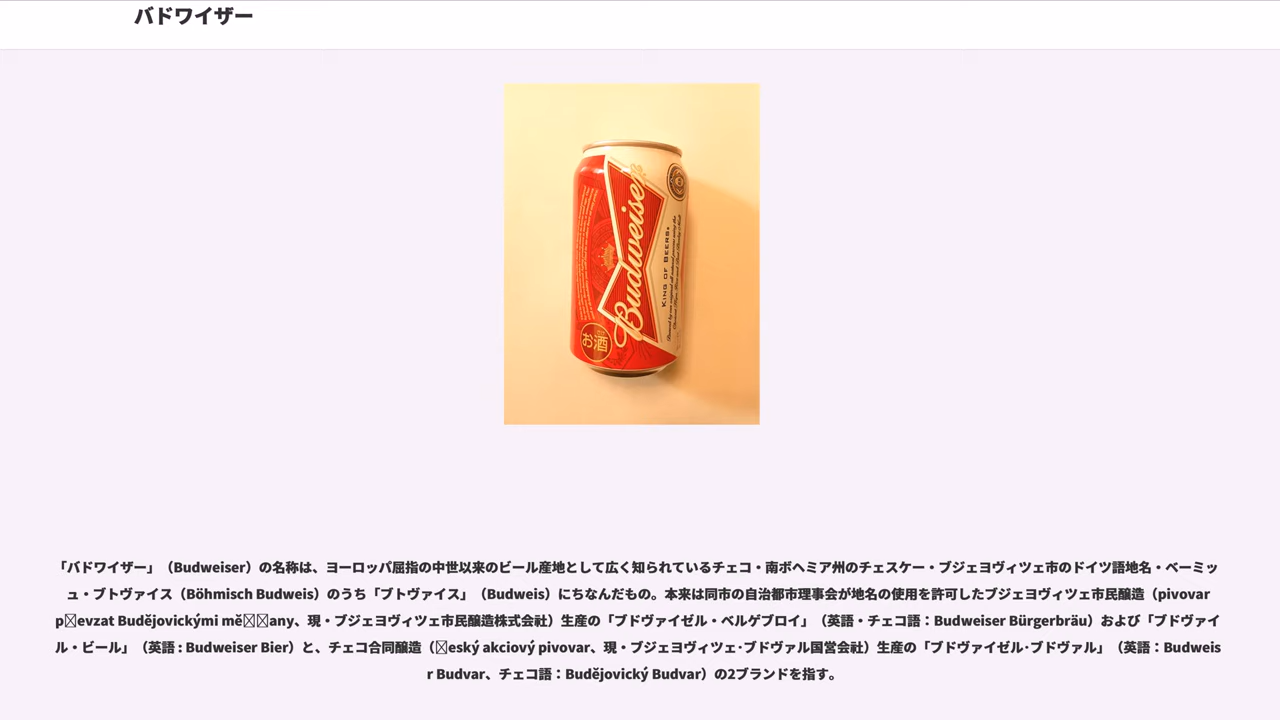 バドワイザー
Budweiser
KING OF BEERS
お酒
「バドワイザー」（Budweiser）の名称は、ヨーロッパ屈指の中世以来のビール産地として広く知られているチェコ・南ボヘミア州のチェスケー・ブジェヨヴィツェ市のドイツ語地名・ベーミッ
ュ・ブトヴァイス（Böhmisch Budweis）のうち「ブトヴァイス」（Budweis）にちなんだもの。本来は同市の自治都市理事会が地名の使用を許可したブジェヨヴィツェ市民醸造（pivovar
p□evzat Budějovickými mě□□any、現・ブジェヨヴィツェ市民醸造株式会社）生産の「ブドヴァイゼル・ベルゲブロイ」（英語・チェコ語：Budweiser Bürgerbräu）および「ブドヴァイ
ル・ビール」（英語 : Budweiser Bier）と、チェコ合同醸造（□eský akciový pivovar、現・ブジェヨヴィツェ･ブドヴァル国営会社）生産の「ブドヴァイゼル･ブドヴァル」（英語：Budweis
r Budvar、チェコ語：Budějovický Budvar）の2ブランドを指す。